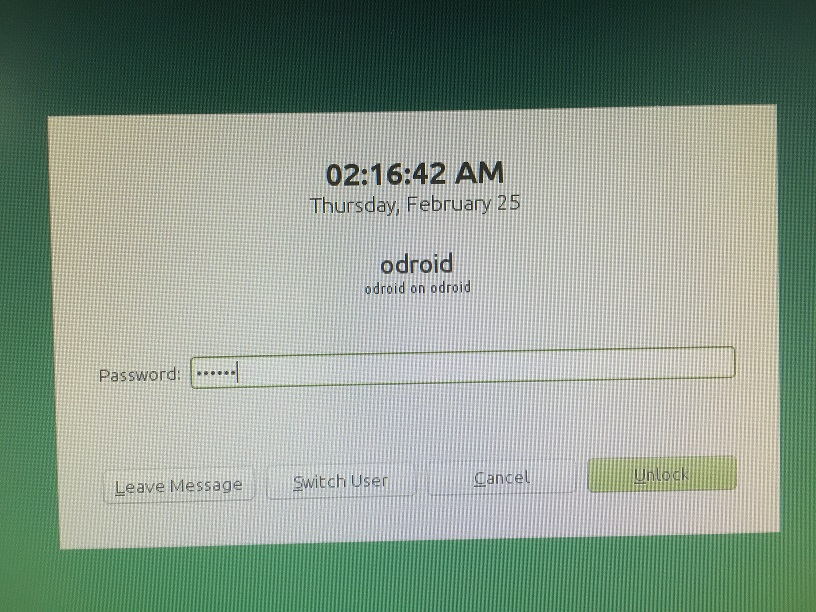 02:16:42 AM
Thursday, February 25
odroid
odroid on odroid
Password: ••••••
Leave Message Switch User Cancel Unlock